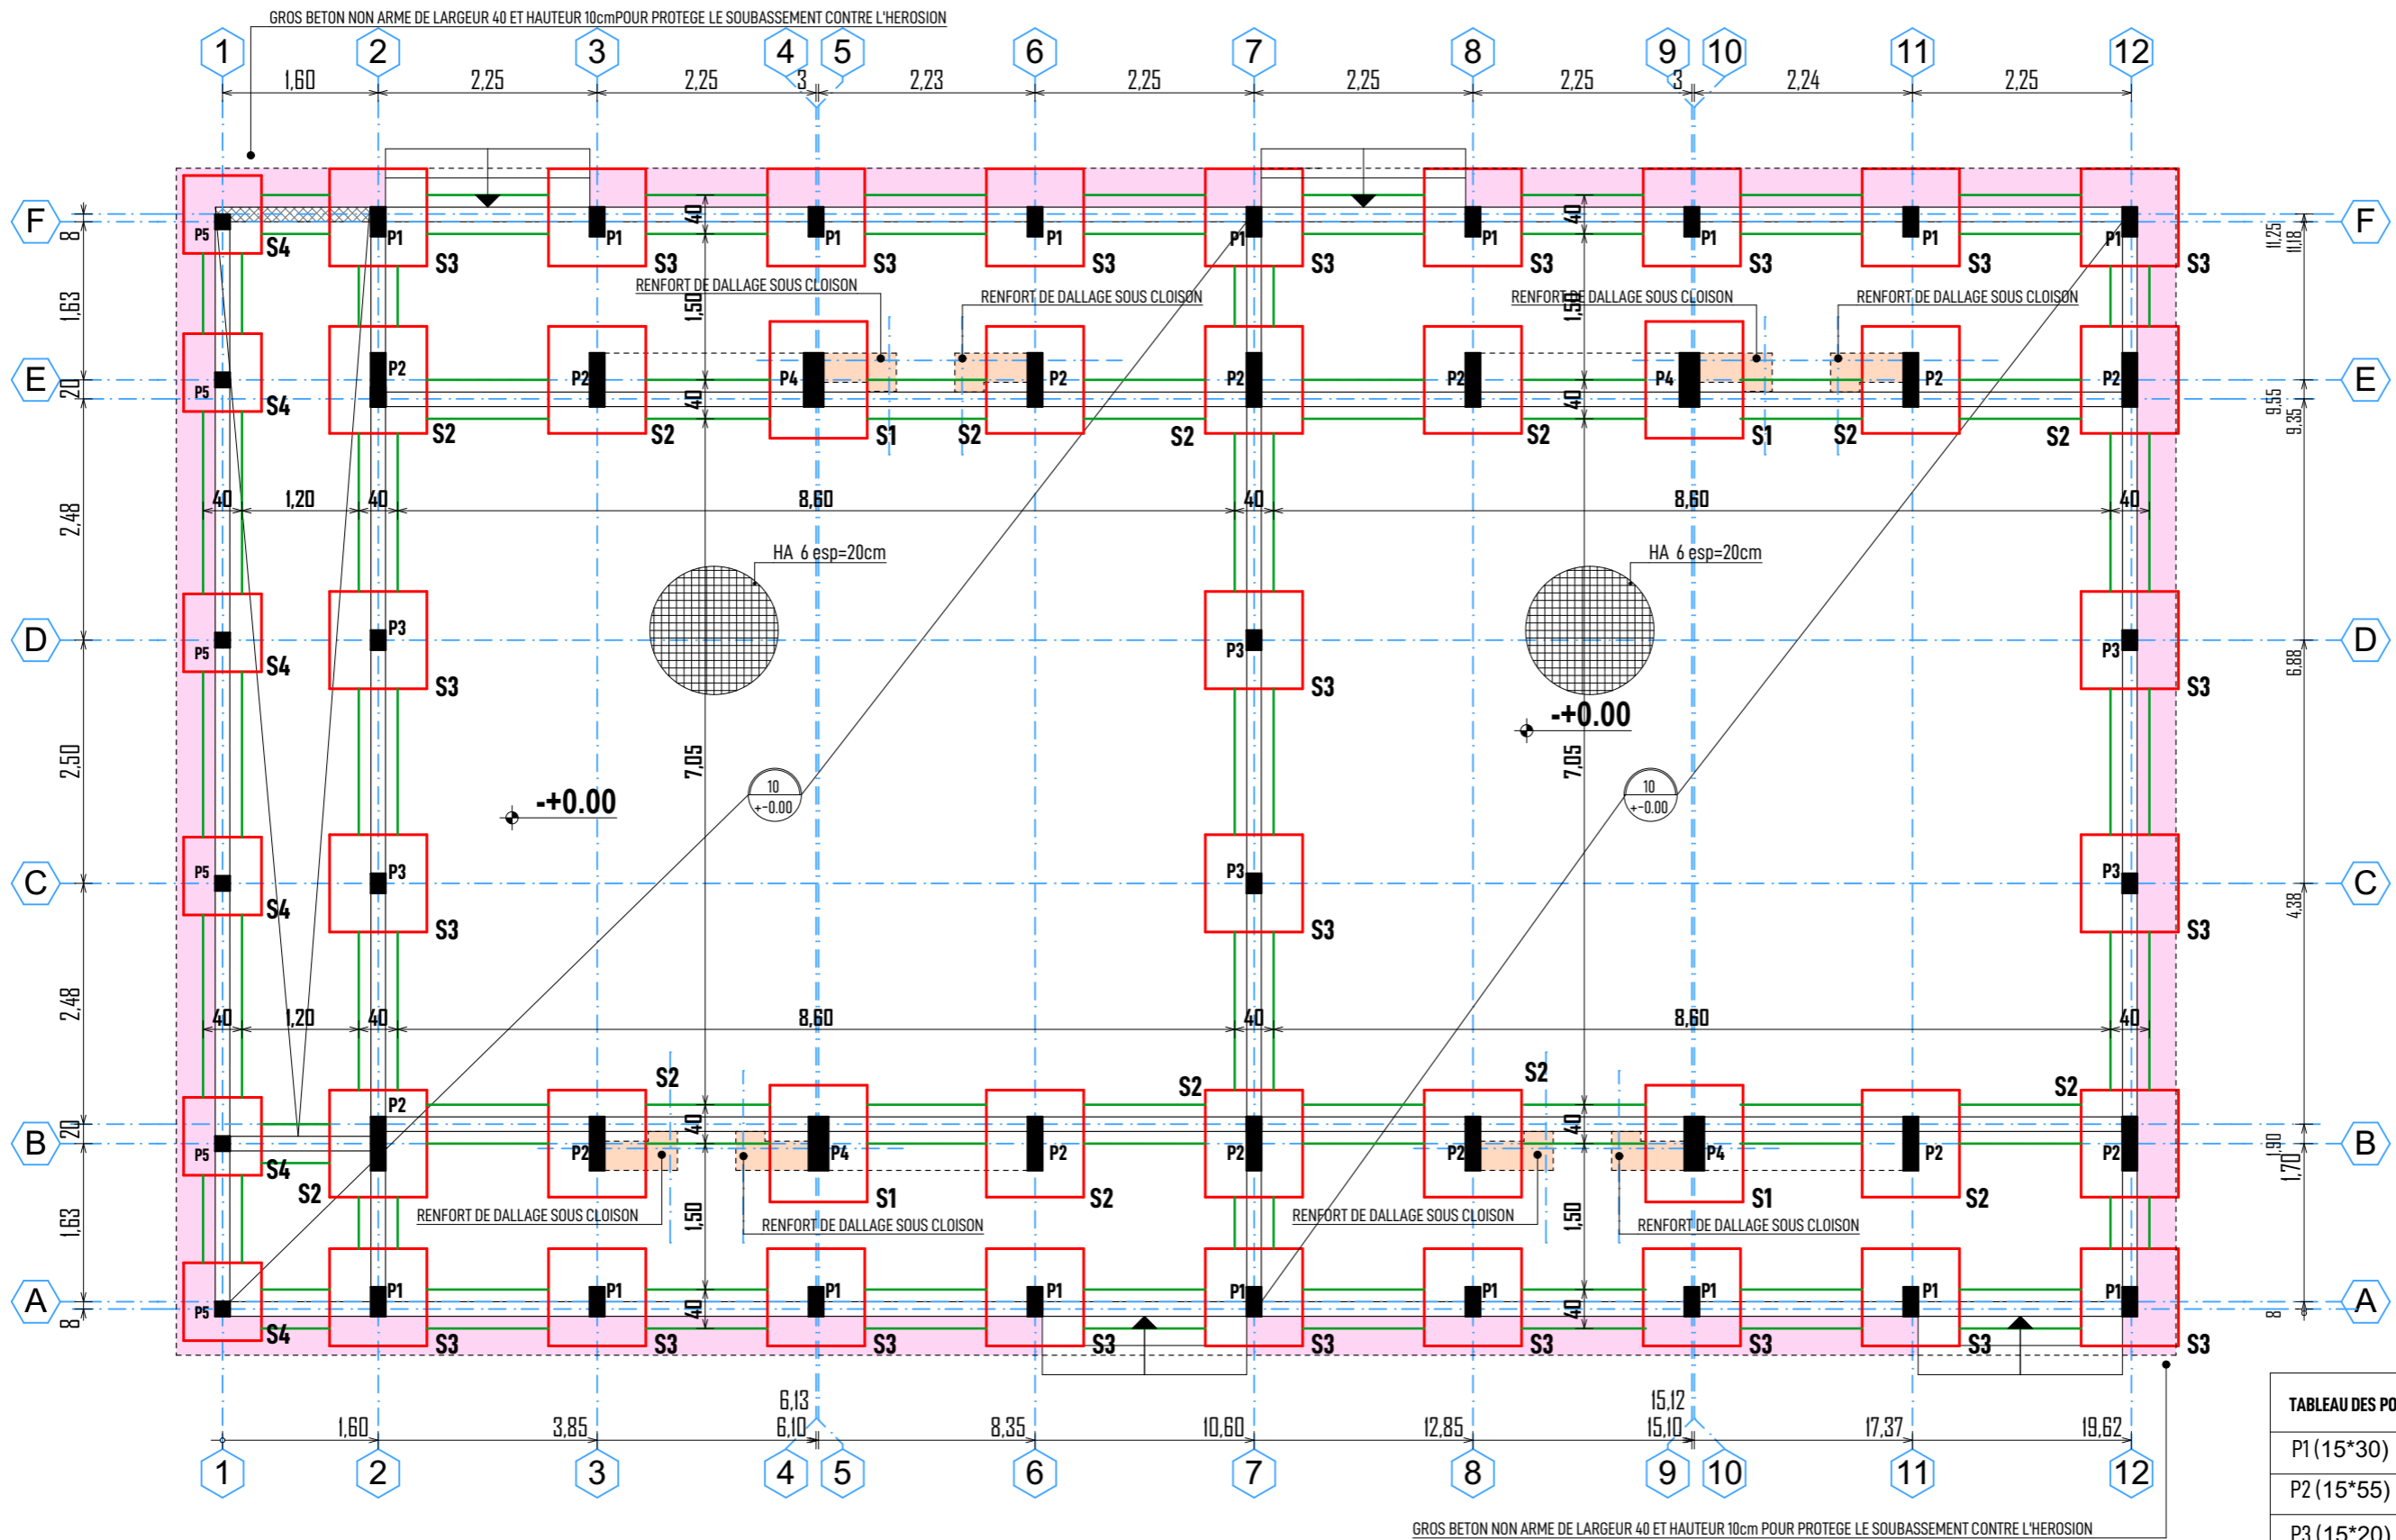 GROS BETON NON ARME DE LARGEUR 40 ET HAUTEUR 10cmPOUR PROTEGE LE SOUBASSEMENT CONTRE L'HEROSION
1 2 3 4 5 6 7 8 9 10 11 12
1,60 2,25 2,25 3 2,23 2,25 2,25 2,25 3 2,24 2,25
F 8 40 40 11,25 11,18 F
P5 P1 P1 P1 P1 P1 P1 P1 P1 P1
S4 S3 S3 S3 S3 S3 S3 S3 S3 S3
RENFORT DE DALLAGE SOUS CLOISON RENFORT DE DALLAGE SOUS CLOISON RENFORT DE DALLAGE SOUS CLOISON RENFORT DE DALLAGE SOUS CLOISON
1,63 1,50 1,50
E 20 40 40 9,55 9,35 E
P5 P2 P2 P4 P2 P2 P2 P4 P2 P2
S4 S2 S2 S1 S2 S2 S2 S1 S2 S2
2,48 40 1,20 40 8,60 40 8,60 40
HA 6 esp=20cm HA 6 esp=20cm
D P5 P3 P3 P3 6,88 D
S4 S3 S3 S3
-+0.00
2,50 7,05 7,05
10 10
-+0.00 +-0.00 +-0.00
C P5 P3 P3 P3 4,38 C
S4 S3 S3 S3
2,48 40 1,20 40 8,60 40 8,60 40
S2 S2 S2 S2
P2
B 20 40 40 1,90 1,70 B
P5 P2 P4 P2 P2 P2 P4 P2 P2
S4 S2 S1 S2 S1 S2
1,63 1,50 1,50
RENFORT DE DALLAGE SOUS CLOISON RENFORT DE DALLAGE SOUS CLOISON RENFORT DE DALLAGE SOUS CLOISON RENFORT DE DALLAGE SOUS CLOISON
A 8 40 40 8 A
P5 P1 P1 P1 P1 P1 P1 P1 P1 P1
S4 S3 S3 S3 S3 S3 S3 S3 S3 S3
6,13 15,12
1,60 3,85 6,10 8,35 10,60 12,85 15,10 17,37 19,62
1 2 3 4 5 6 7 8 9 10 11 12
TABLEAU DES PO
P1 (15*30)
P2 (15*55)
P3 (15*20)
GROS BETON NON ARME DE LARGEUR 40 ET HAUTEUR 10cm POUR PROTEGE LE SOUBASSEMENT CONTRE L'HEROSION